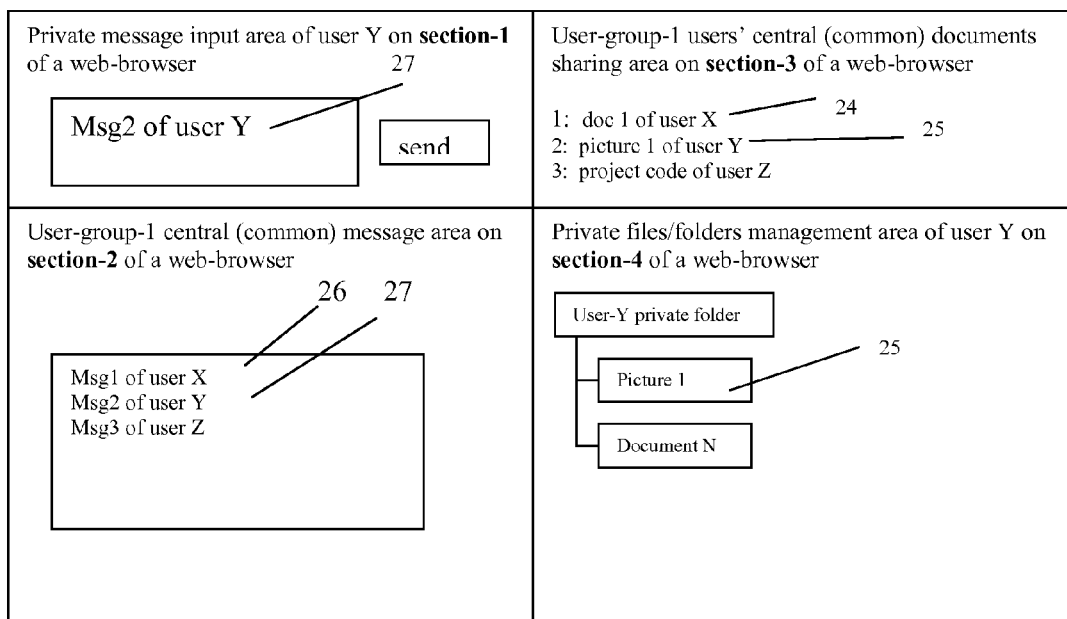 Private message input area of user Y on section-1
of a web-browser
27
Msg2 of user Y
send
User-group-1 users' central (common) documents
sharing area on section-3 of a web-browser
1: doc 1 of user X
24
2: picture 1 of user Y
25
3: project code of user Z
User-group-1 central (common) message area on
section-2 of a web-browser
26
27
Msg1 of user X
Msg2 of user Y
Msg3 of user Z
Private files/folders management area of user Y on
section-4 of a web-browser
User-Y private folder
25
Picture 1
Document N